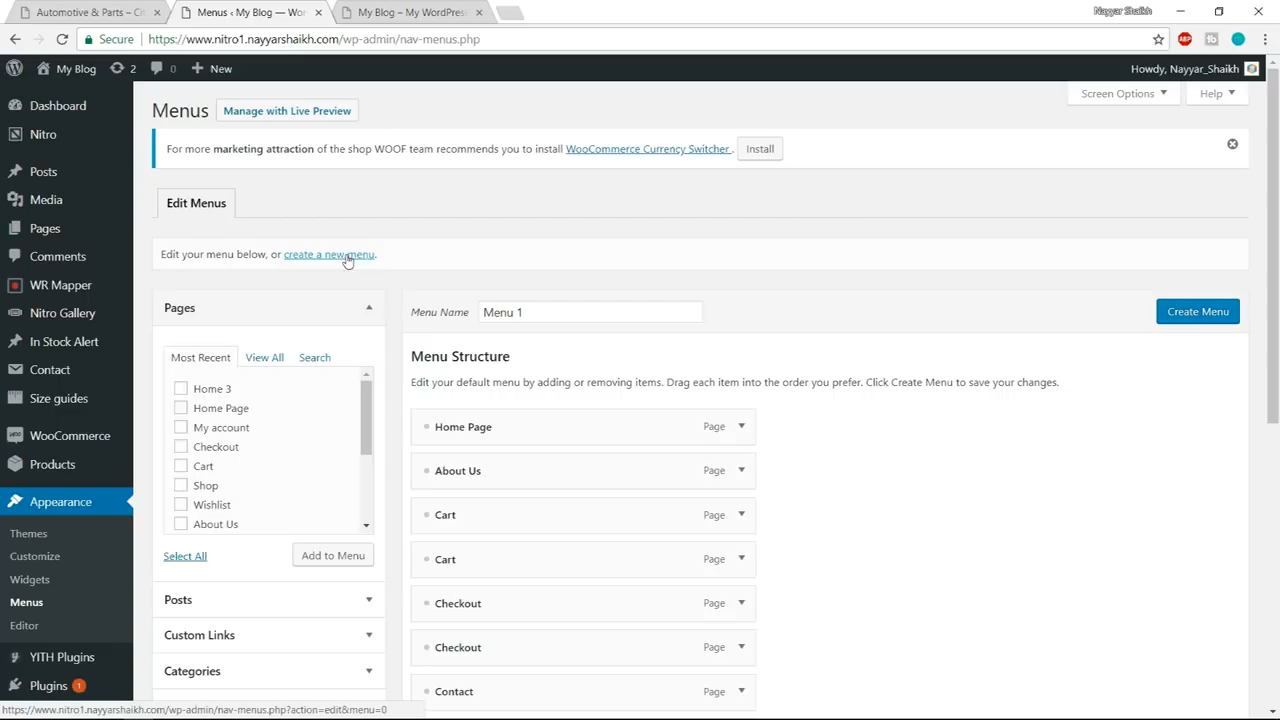 Automotive & Parts – Ci
Menus ‹ My Blog — Wor
My Blog – My WordPres
Nayyar Shaikh
Secure
https://www.nitro1.nayyarshaikh.com/wp-admin/nav-menus.php
My Blog 2 0 New
Howdy, Nayyar_Shaikh
Screen Options
Help
Dashboard
Nitro
Posts
Media
Pages
Comments
WR Mapper
Nitro Gallery
In Stock Alert
Contact
Size guides
WooCommerce
Products
Appearance
Themes
Customize
Widgets
Menus
Editor
YITH Plugins
Plugins 1
Menus
Manage with Live Preview
For more marketing attraction of the shop WOOF team recommends you to install WooCommerce Currency Switcher . Install
Edit Menus
Edit your menu below, or create a new menu.
Pages
Most Recent View All Search
Home 3
Home Page
My account
Checkout
Cart
Shop
Wishlist
About Us
Select All
Add to Menu
Posts
Custom Links
Categories
Menu Name Menu 1
Create Menu
Menu Structure
Edit your default menu by adding or removing items. Drag each item into the order you prefer. Click Create Menu to save your changes.
Home Page Page
About Us Page
Cart Page
Cart Page
Checkout Page
Checkout Page
Contact Page
https://www.nitro1.nayyarshaikh.com/wp-admin/nav-menus.php?action=edit&menu=0